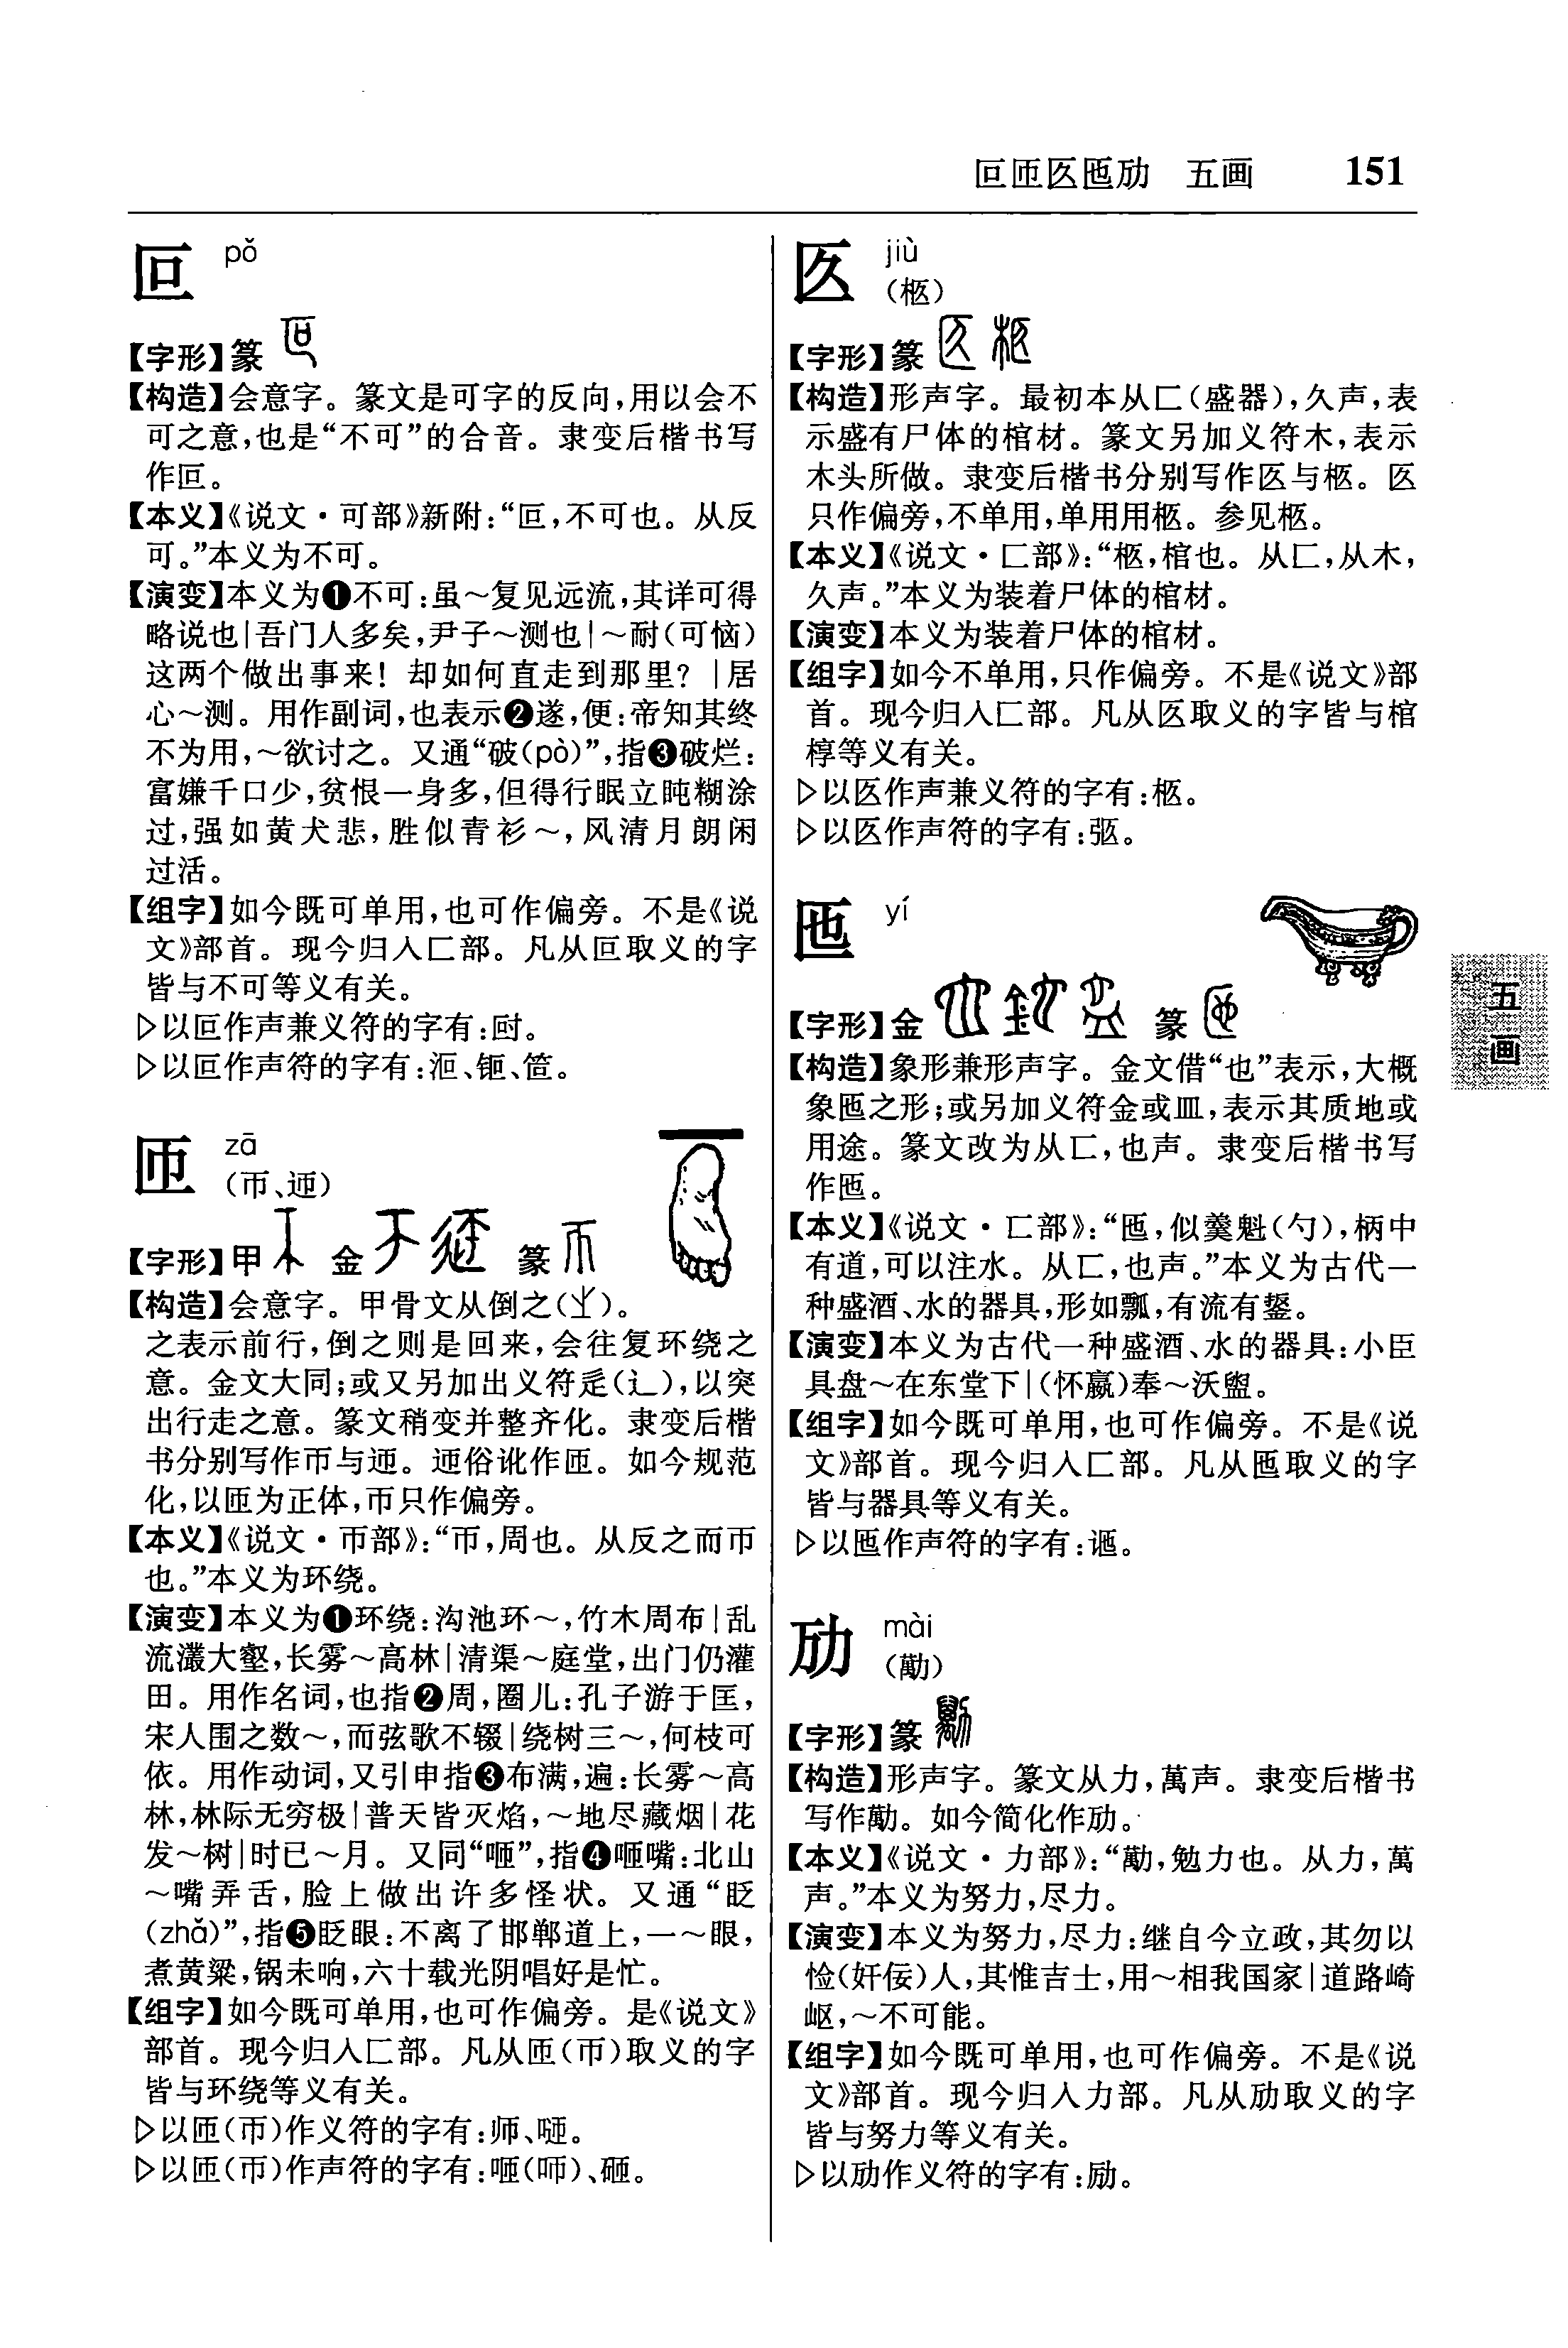 叵匝匛匜劢 五画 151
叵 pǒ
【字形】篆
【构造】会意字。篆文是可字的反向,用以会不
可之意,也是“不可”的合音。隶变后楷书写
作叵。
【本义】《说文·可部》新附:“叵,不可也。从反
可。”本义为不可。
【演变】本义为❶不可:虽～复见远流,其详可得
略说也|吾门人多矣,尹子～测也|～耐(可恼)
这两个做出事来!却如何直走到那里?|居
心～测。用作副词,也表示❷遂,便:帝知其终
不为用,～欲讨之。又通“破(pò)”,指❸破烂:
富嫌千口少,贫恨一身多,但得行眠立盹糊涂
过,强如黄犬悲,胜似青衫～,风清月朗闲
过活。
【组字】如今既可单用,也可作偏旁。不是《说
文》部首。现今归入匚部。凡从叵取义的字
皆与不可等义有关。
▷以叵作声兼义符的字有:尀。
▷以叵作声符的字有:洰、钷、笸。
匝 zā
(帀、迊)
【字形】甲 金 篆
【构造】会意字。甲骨文从倒之(㞢)。
之表示前行,倒之则是回来,会往复环绕之
意。金文大同;或又另加出义符辵(辶),以突
出行走之意。篆文稍变并整齐化。隶变后楷
书分别写作帀与迊。迊俗讹作匝。如今规范
化,以匝为正体,帀只作偏旁。
【本义】《说文·帀部》:“帀,周也。从反之而帀
也。”本义为环绕。
【演变】本义为❶环绕:沟池环～,竹木周布|乱
流灇大壑,长雾～高林|清渠～庭堂,出门仍灌
田。用作名词,也指❷周,圈儿:孔子游于匡,
宋人围之数～,而弦歌不辍|绕树三～,何枝可
依。用作动词,又引申指❸布满,遍:长雾～高
林,林际无穷极|普天皆灭焰,～地尽藏烟|花
发～树|时已～月。又同“咂”,指❹咂嘴:北山
～嘴弄舌,脸上做出许多怪状。又通“眨
(zhǎ)”,指❺眨眼:不离了邯郸道上,一～眼,
煮黄粱,锅未响,六十载光阴唱好是忙。
【组字】如今既可单用,也可作偏旁。是《说文》
部首。现今归入匚部。凡从匝(帀)取义的字
皆与环绕等义有关。
▷以匝(帀)作义符的字有:师、咂。
▷以匝(帀)作声符的字有:咂(㕷)、砸。
匛 jiù
(柩)
【字形】篆
【构造】形声字。最初本从匚(盛器),久声,表
示盛有尸体的棺材。篆文另加义符木,表示
木头所做。隶变后楷书分别写作匛与柩。匛
只作偏旁,不单用,单用用柩。参见柩。
【本义】《说文·匚部》:“柩,棺也。从匚,从木,
久声。”本义为装着尸体的棺材。
【演变】本义为装着尸体的棺材。
【组字】如今不单用,只作偏旁。不是《说文》部
首。现今归入匚部。凡从匛取义的字皆与棺
椁等义有关。
▷以匛作声兼义符的字有:柩。
▷以匛作声符的字有:
匜 yí
【字形】金 篆
【构造】象形兼形声字。金文借“也”表示,大概
象匜之形;或另加义符金或皿,表示其质地或
用途。篆文改为从匚,也声。隶变后楷书写
作匜。
【本义】《说文·匚部》:“匜,似羹魁(勺),柄中
有道,可以注水。从匚,也声。”本义为古代一
种盛酒、水的器具,形如瓢,有流有鋬。
【演变】本义为古代一种盛酒、水的器具:小臣
具盘～在东堂下|(怀嬴)奉～沃盥。
【组字】如今既可单用,也可作偏旁。不是《说
文》部首。现今归入匚部。凡从匜取义的字
皆与器具等义有关。
▷以匜作声符的字有:
劢 mài
(勱)
【字形】篆
【构造】形声字。篆文从力,萬声。隶变后楷书
写作勱。如今简化作劢。
【本义】《说文·力部》:“勱,勉力也。从力,萬
声。”本义为努力,尽力。
【演变】本义为努力,尽力:继自今立政,其勿以
憸(奸佞)人,其惟吉士,用～相我国家|道路崎
岖,～不可能。
【组字】如今既可单用,也可作偏旁。不是《说
文》部首。现今归入力部。凡从劢取义的字
皆与努力等义有关。
▷以劢作义符的字有:励。
五
画